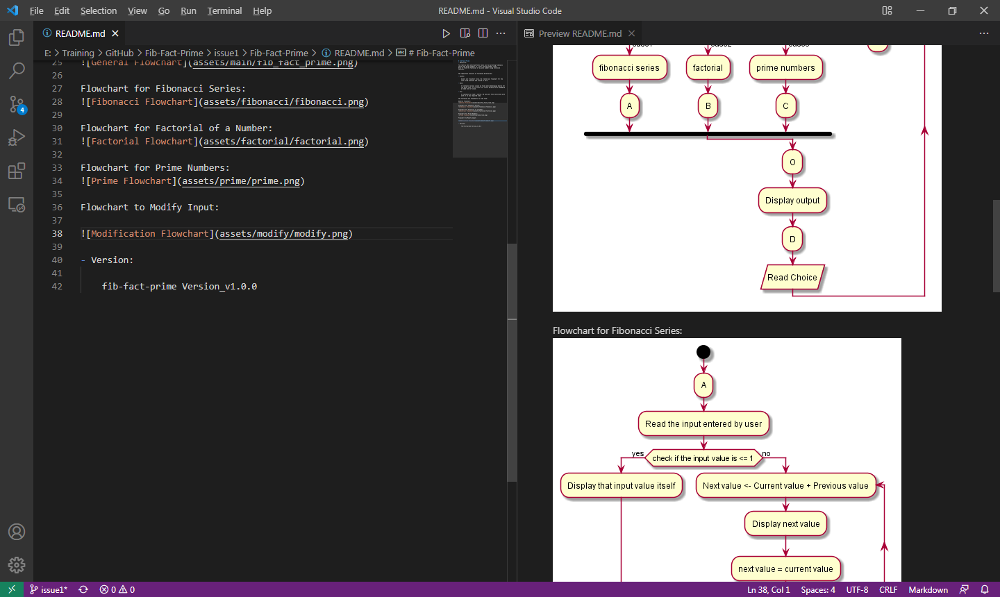 File Edit Selection View Go Run Terminal Help
README.md - Visual Studio Code
README.md
Preview README.md
E: > Training > GitHub > Fib-Fact-Prime > issue1 > Fib-Fact-Prime > README.md > # Fib-Fact-Prime
25 ![General Flowchart](assets/main/fib_fact_prime.png)
26
27 Flowchart for Fibonacci Series:
28 ![Fibonacci Flowchart](assets/fibonacci/fibonacci.png)
29
30 Flowchart for Factorial of a Number:
31 ![Factorial Flowchart](assets/factorial/factorial.png)
32
33 Flowchart for Prime Numbers:
34 ![Prime Flowchart](assets/prime/prime.png)
35
36 Flowchart to Modify Input:
37
38 ![Modification Flowchart](assets/modify/modify.png)
39
40 - Version:
41
42 fib-fact-prime Version_v1.0.0
4
fibonacci series
factorial
prime numbers
A
B
C
O
Display output
D
Read Choice
Flowchart for Fibonacci Series:
A
Read the input entered by user
yes
check if the input value is <= 1
no
Display that input value itself
Next value <- Current value + Previous value
Display next value
next value = current value
issue1*
0
0
Ln 38, Col 1
Spaces: 4
UTF-8
CRLF
Markdown